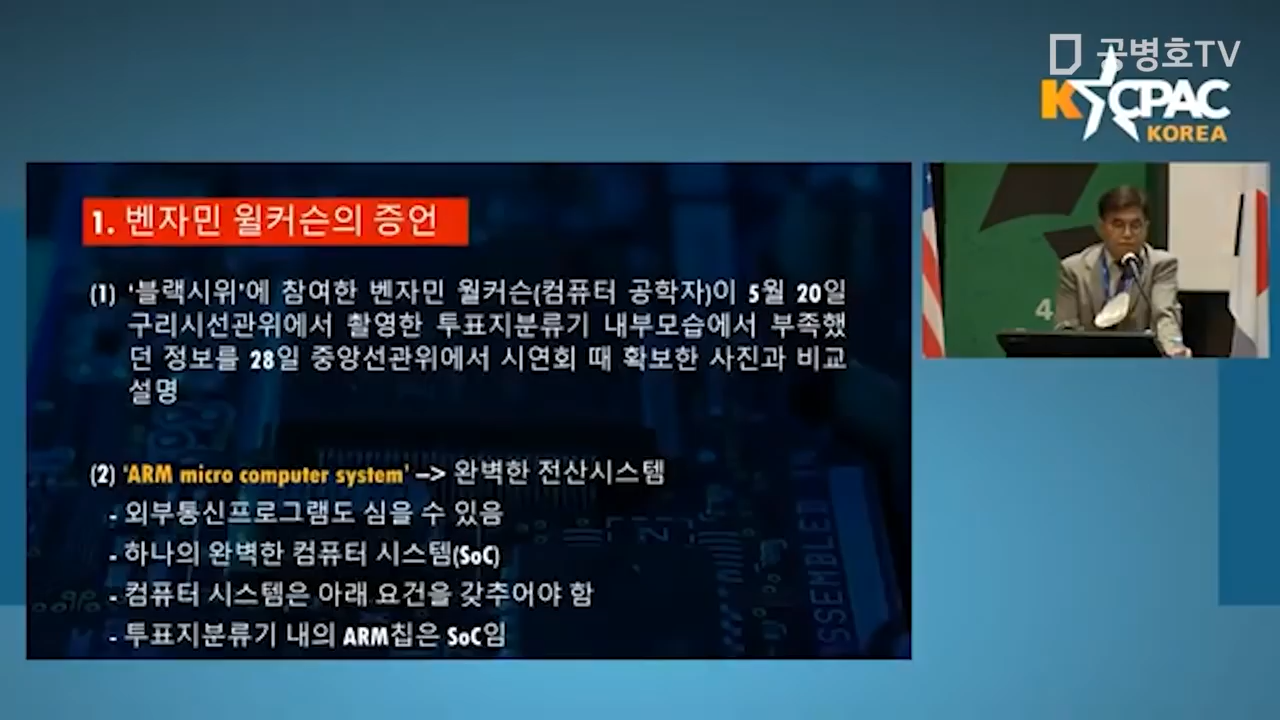 공병호TV
K CPAC
KOREA
1. 벤자민 윌커슨의 증언
(1) ‘블랙시위’에 참여한 벤자민 윌커슨(컴퓨터 공학자)이 5월 20일
구리시선관위에서 촬영한 투표지분류기 내부모습에서 부족했
던 정보를 28일 중앙선관위에서 시연회 때 확보한 사진과 비교
설명
(2) ‘ARM micro computer system’ –> 완벽한 전산시스템
- 외부통신프로그램도 심을 수 있음
- 하나의 완벽한 컴퓨터 시스템(SoC)
- 컴퓨터 시스템은 아래 요건을 갖추어야 함
- 투표지분류기 내의 ARM칩은 SoC임
4
ASSEMBLED IN